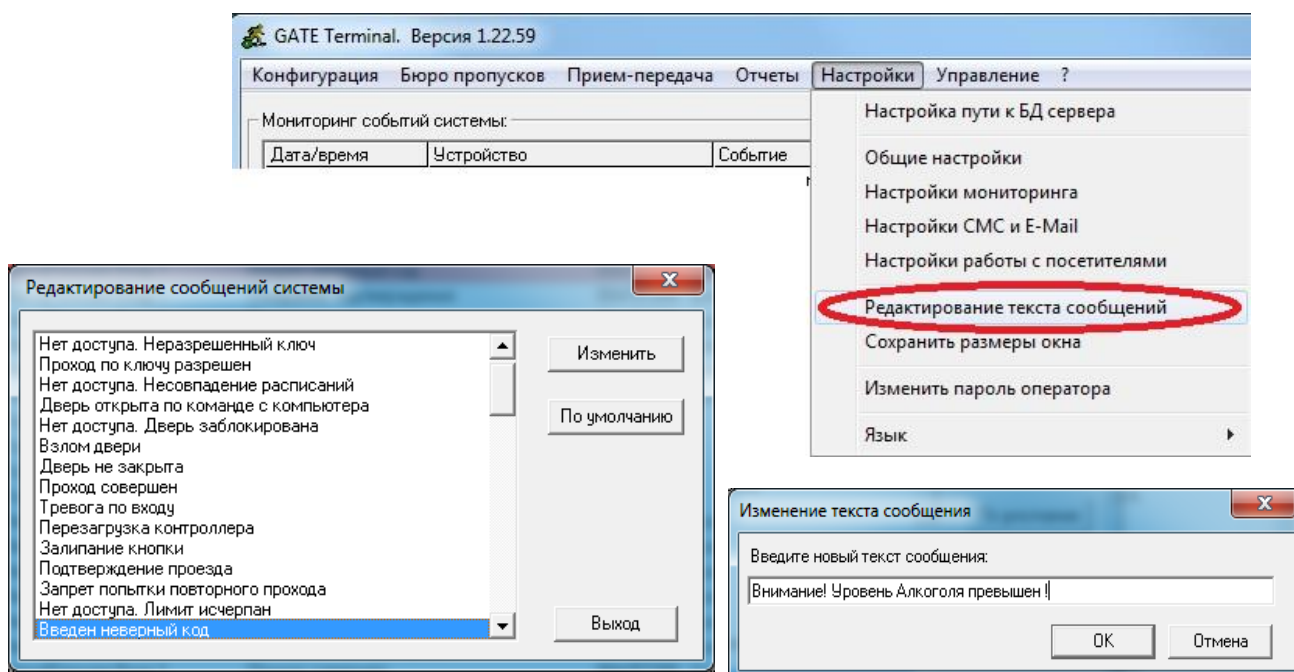 GATE Terminal. Версия 1.22.59
Конфигурация Бюро пропусков Прием-передача Отчеты Настройки Управление ?
Мониторинг событий системы:
Дата/время Устройство Событие
Настройка пути к БД сервера
Общие настройки
Настройки мониторинга
Настройки СМС и E-Mail
Настройки работы с посетителями
Редактирование текста сообщений
Сохранить размеры окна
Изменить пароль оператора
Язык
Редактирование сообщений системы
Нет доступа. Неразрешенный ключ
Проход по ключу разрешен
Нет доступа. Несовпадение расписаний
Дверь открыта по команде с компьютера
Нет доступа. Дверь заблокирована
Взлом двери
Дверь не закрыта
Проход совершен
Тревога по входу
Перезагрузка контроллера
Залипание кнопки
Подтверждение проезда
Запрет попытки повторного прохода
Нет доступа. Лимит исчерпан
Введен неверный код
Изменить
По умолчанию
Выход
Изменение текста сообщения
Введите новый текст сообщения:
Внимание! Уровень Алкоголя превышен !
OK Отмена